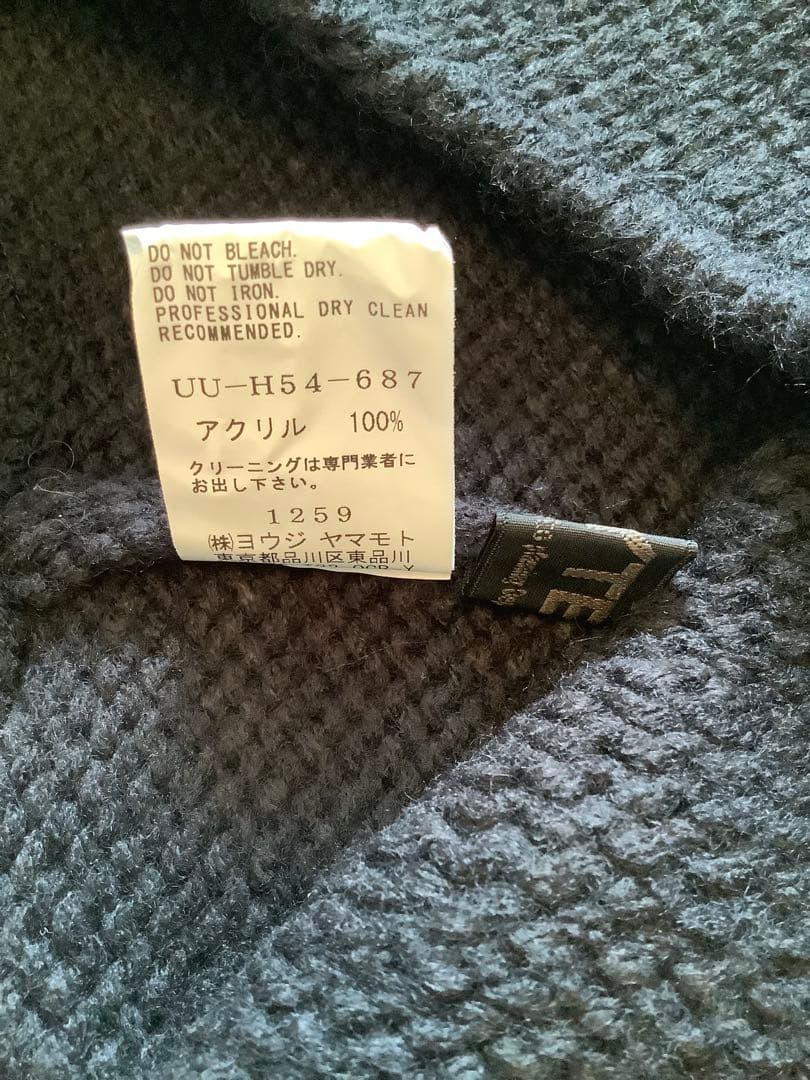 DO NOT BLEACH.
DO NOT TUMBLE DRY.
DO NOT IRON.
PROFESSIONAL DRY CLEAN
RECOMMENDED.
UU-H54-687
アクリル 100%
クリーニングは専門業者に
お出し下さい。
1259
㈱ヨウジ ヤマモト
東京都品川区東品川